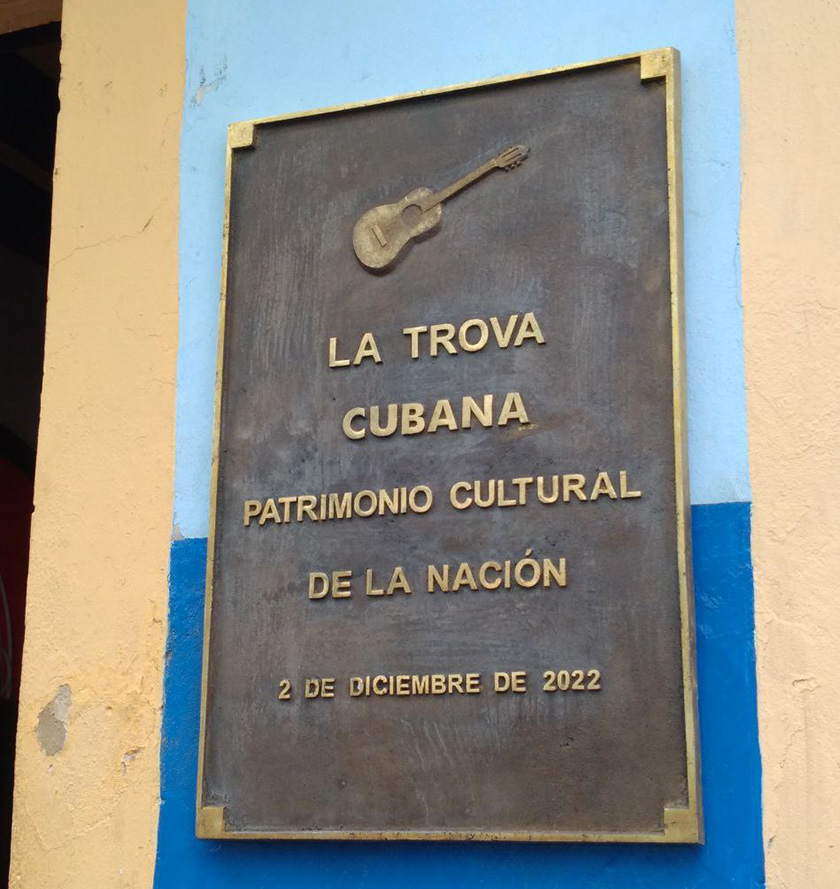 LA TROVA
CUBANA
PATRIMONIO CULTURAL
DE LA NACIÓN
2 DE DICIEMBRE DE 2022